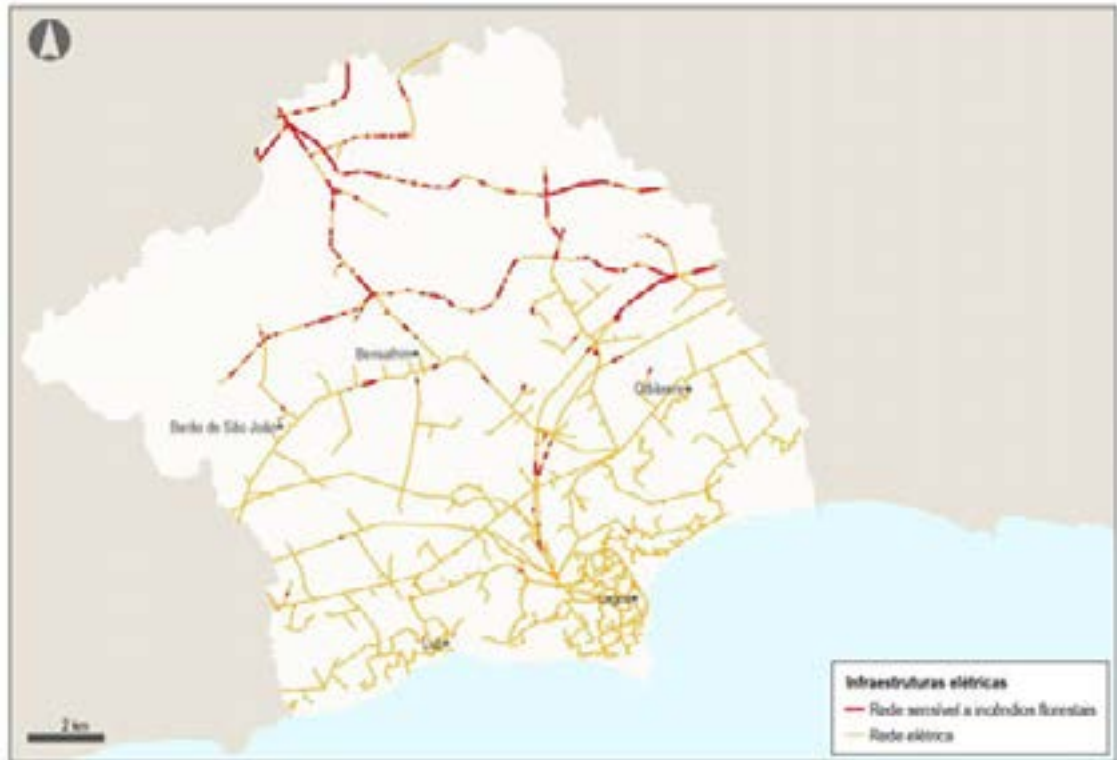 Bensafrim
Odiáxere
Barão de São João
Lagos
Luz
2 km
Infraestruturas elétricas
Rede sensível a incêndios florestais
Rede elétrica